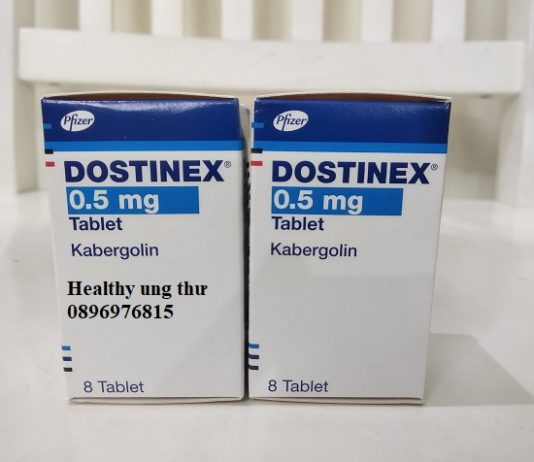 Pfizer
DOSTINEX®
0.5 mg
Tablet
Kabergolin
Healthy ung thư
0896976815
8 Tablet
Pfizer
DOSTINEX®
0.5 mg
Tablet
Kabergolin
8 Tablet